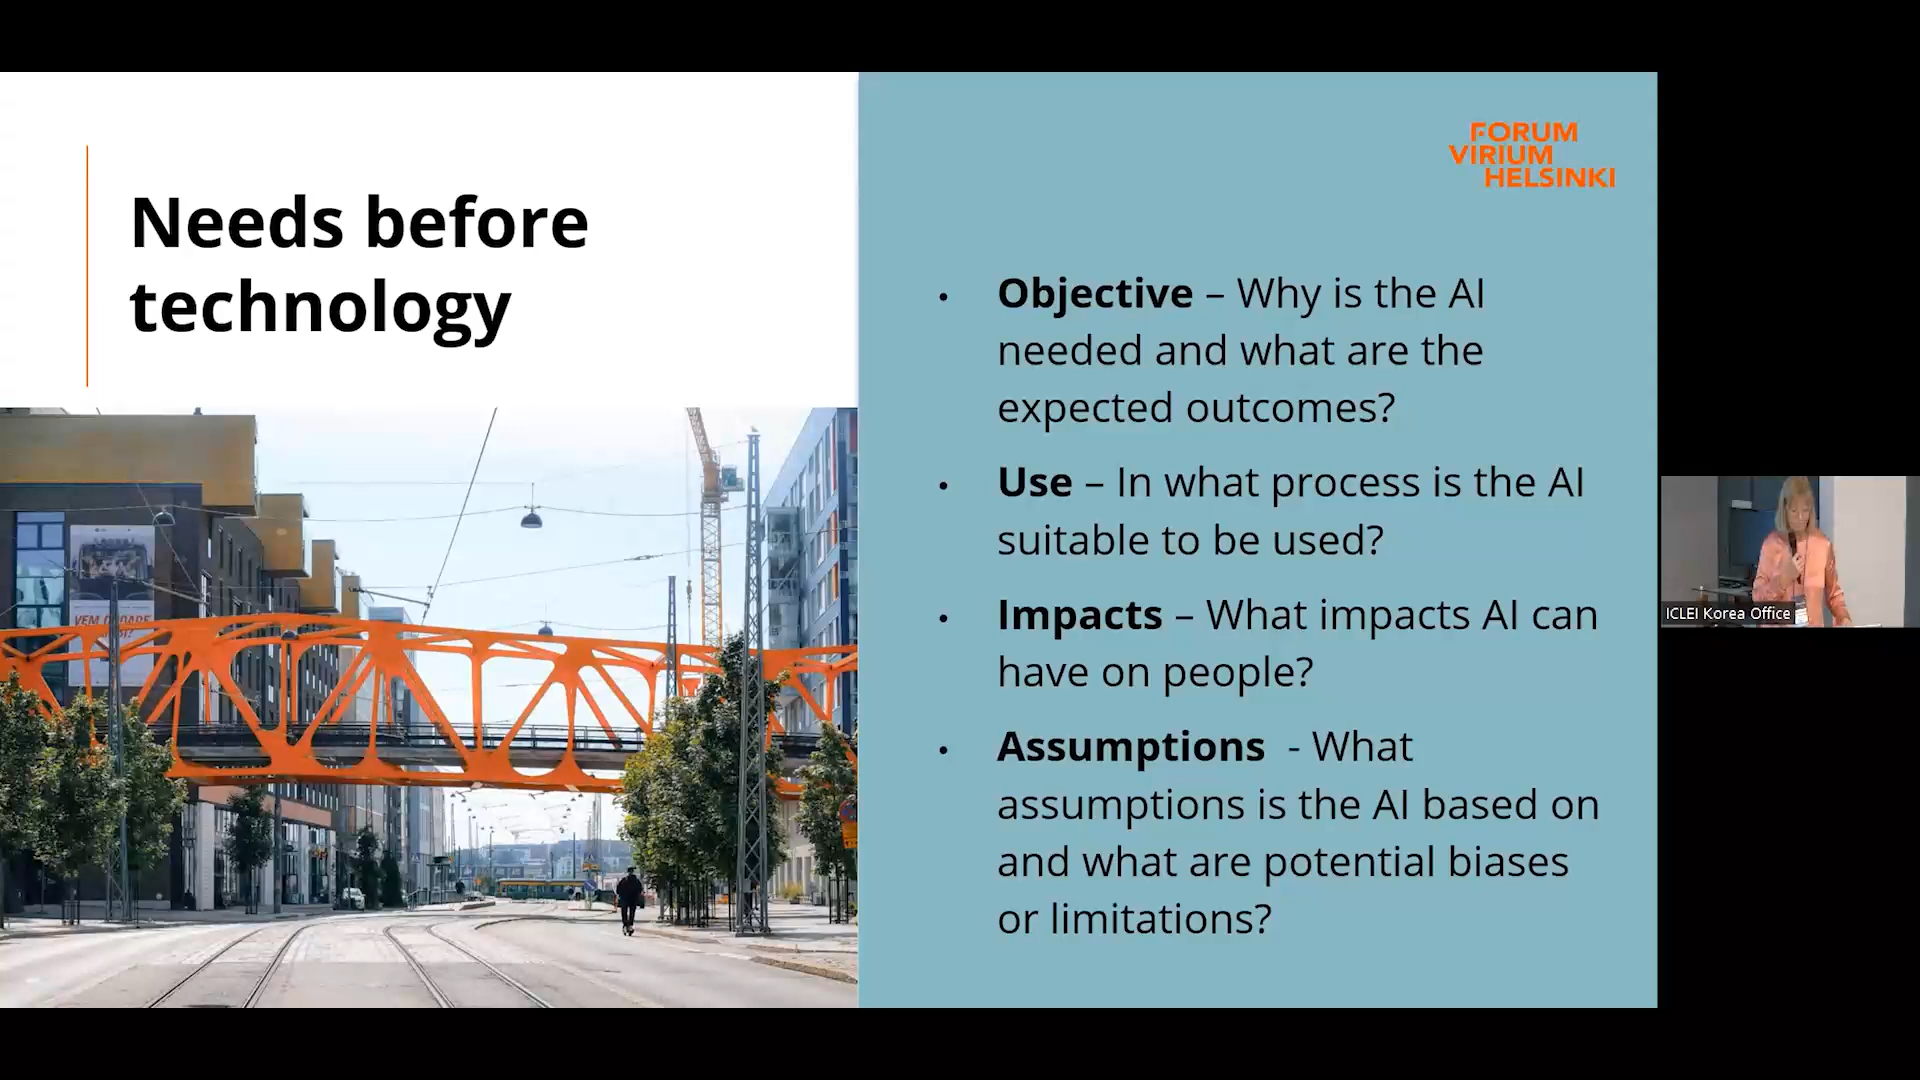 Needs before
technology
FORUM
VIRIUM
HELSINKI
• Objective – Why is the AI
needed and what are the
expected outcomes?
• Use – In what process is the AI
suitable to be used?
• Impacts – What impacts AI can
have on people?
• Assumptions - What
assumptions is the AI based on
and what are potential biases
or limitations?
ICLEI Korea Office